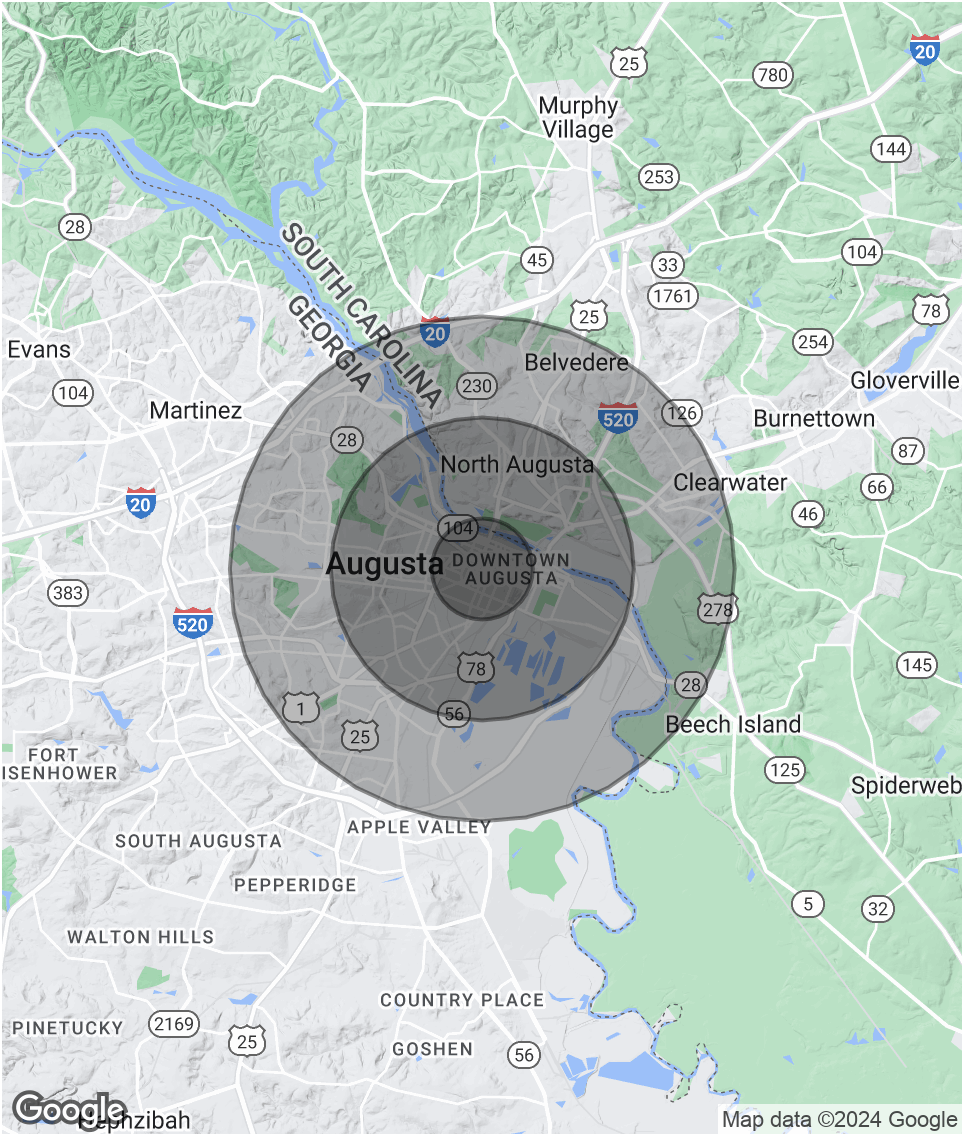 20
25
780
Murphy
Village
144
253
28
SOUTH CAROLINA
GEORGIA
45
104
33
1761
78
25
20
254
Evans
Belvedere
230
Gloverville
104
Martinez
126
520
Burnettown
28
87
North Augusta
Clearwater
66
20
46
104
Augusta
DOWNTOWN
AUGUSTA
383
278
520
78
145
28
1
56
Beech Island
25
FORT
ISENHOWER
125
Spiderweb
APPLE VALLEY
SOUTH AUGUSTA
PEPPERIDGE
5
32
WALTON HILLS
COUNTRY PLACE
PINETUCKY
2169
25
GOSHEN
56
Google
Hephzibah
Map data ©2024 Google